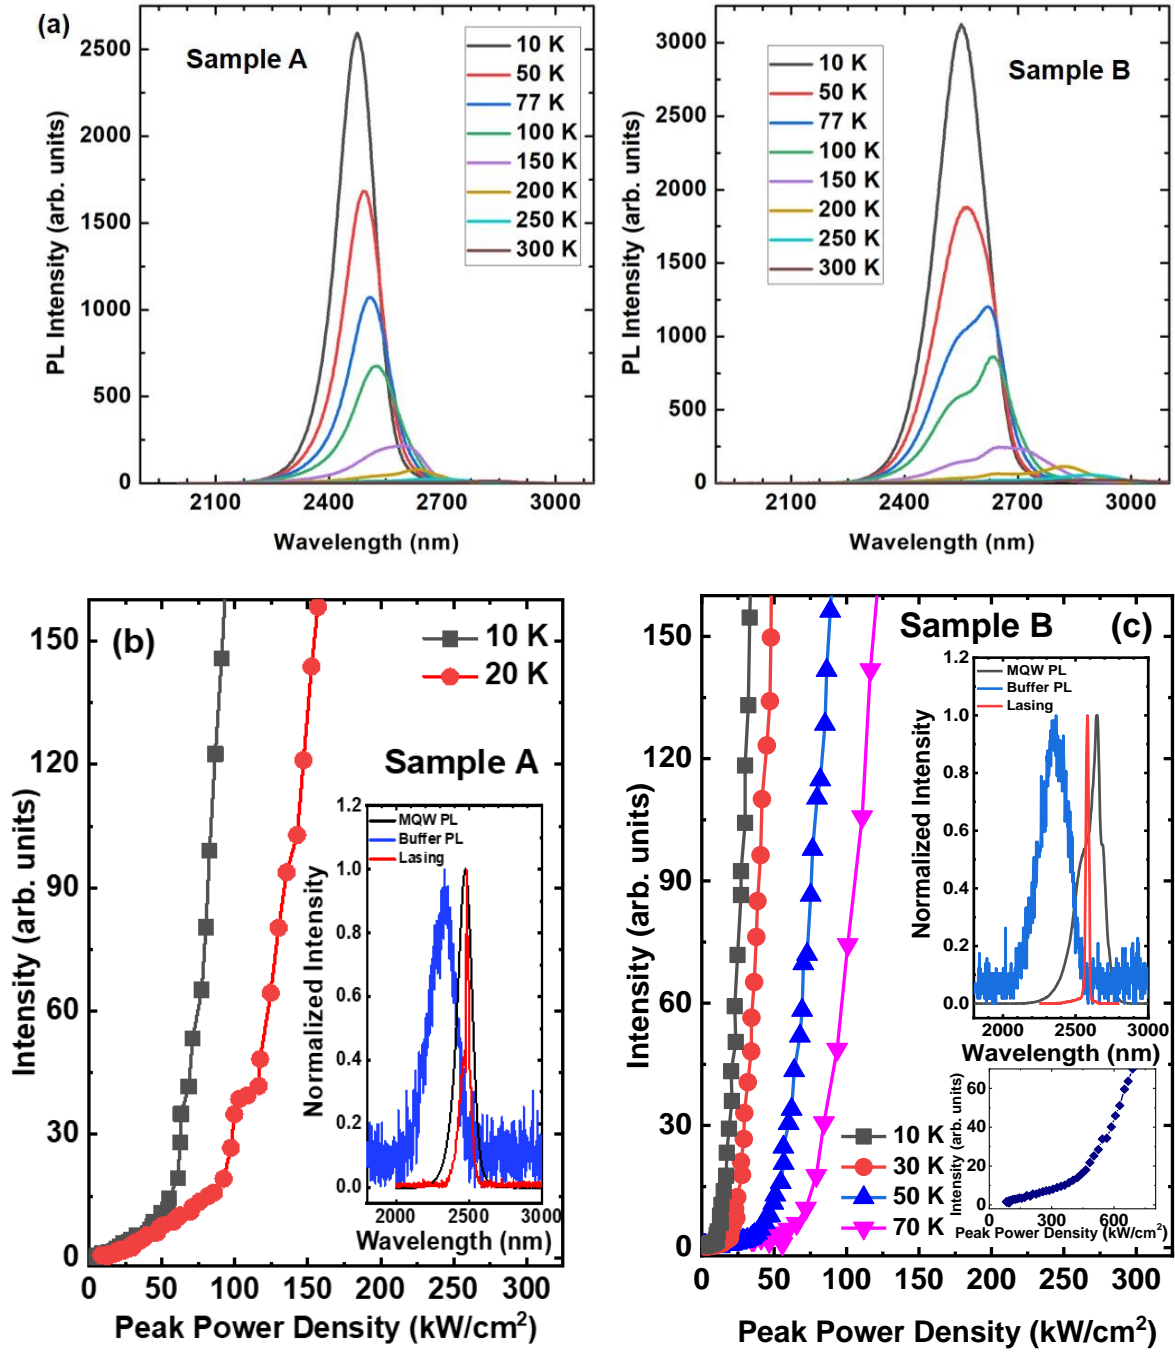 (a)
Sample A
10 K
50 K
77 K
100 K
150 K
200 K
250 K
300 K
PL Intensity (arb. units)
2500
2000
1500
1000
500
0
2100
2400
2700
3000
Wavelength (nm)
Sample B
10 K
50 K
77 K
100 K
150 K
200 K
250 K
300 K
PL Intensity (arb. units)
3000
2500
2000
1500
1000
500
0
2100
2400
2700
3000
Wavelength (nm)
(b)
10 K
20 K
Sample A
Intensity (arb. units)
150
120
90
60
30
0
0
50
100
150
200
250
300
Peak Power Density (kW/cm²)
MQW PL
Buffer PL
Lasing
Normalized Intensity
1.2
1.0
0.8
0.6
0.4
0.2
0.0
2000
2500
3000
Wavelength (nm)
Sample B
(c)
Intensity (arb. units)
150
120
90
60
30
0
0
50
100
150
200
250
300
Peak Power Density (kW/cm²)
10 K
30 K
50 K
70 K
MQW PL
Buffer PL
Lasing
Normalized Intensity
1.2
1.0
0.8
0.6
0.4
0.2
0.0
2000
2500
3000
Wavelength (nm)
Intensity (arb. units)
60
40
20
0
0
300
600
Peak Power Density (kW/cm²)